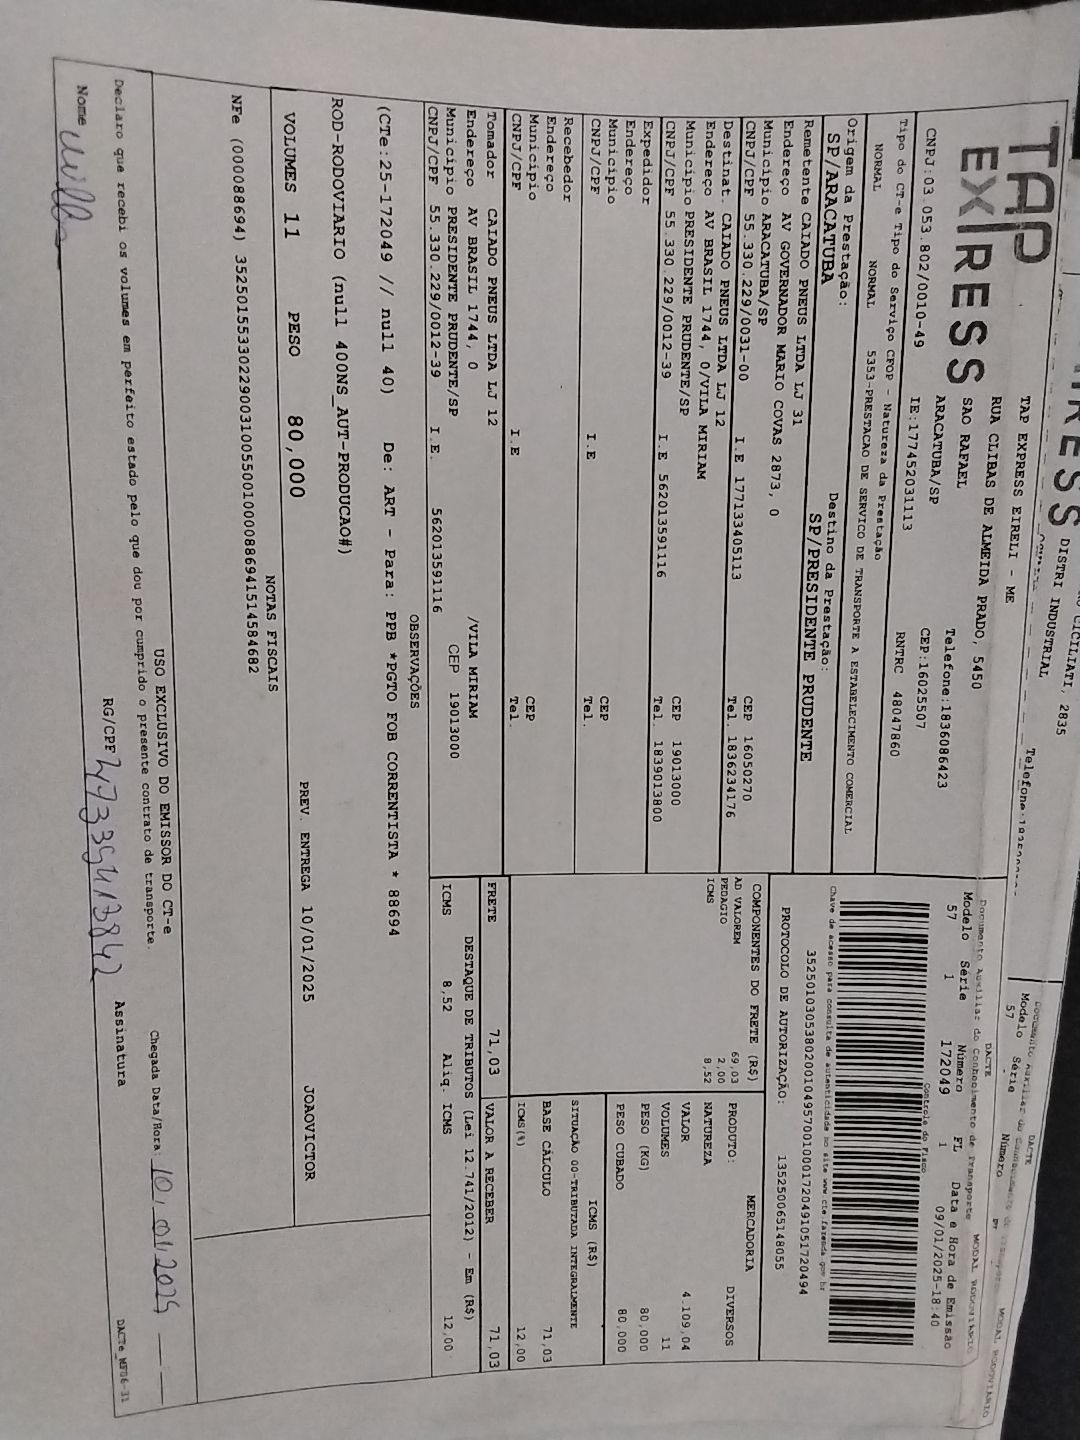 DISTRI INDUSTRIAL
DACTE
Modelo Série Número
57
TAP EXPRESS
TAP EXPRESS EIRELI - ME
RUA CLIBAS DE ALMEIDA PRADO, 5450
SAO RAFAEL
Telefone:1836086423
ARACATUBA/SP
CEP:16025507
CNPJ:03.053.802/0010-49 IE:177452031113
RNTRC 48047860
DACTE
Documento Auxiliar do Conhecimento de Transporte MODAL RODOVIARIO
Modelo Série Número FL Data e Hora de Emissão
57 1 172049 1 09/01/2025-18:40
Controle do Fisco
Tipo do CT-e Tipo do Serviço CFOP - Natureza da Prestação
NORMAL NORMAL 5353-PRESTACAO DE SERVICO DE TRANSPORTE A ESTABELECIMENTO COMERCIAL
Chave de acesso para consulta de autenticidade no site www.cte.fazenda.gov.br
35250103053802001049570010001720491051720494
PROTOCOLO DE AUTORIZAÇÃO: 135250065148055
Origem da Prestação: Destino da Prestação:
SP/ARACATUBA SP/PRESIDENTE PRUDENTE
Remetente CAIADO PNEUS LTDA LJ 31
Endereço AV GOVERNADOR MARIO COVAS 2873, 0
Município ARACATUBA/SP CEP 16050270
CNPJ/CPF 55.330.229/0031-00 I.E 177133405113 Tel. 1836234176
Destinat. CAIADO PNEUS LTDA LJ 12
Endereço AV BRASIL 1744, 0/VILA MIRIAM
Município PRESIDENTE PRUDENTE/SP CEP 19013000
CNPJ/CPF 55.330.229/0012-39 I.E 562013591116 Tel. 1839013800
Expedidor
Endereço
Município CEP
CNPJ/CPF I.E Tel.
Recebedor
Endereço
Município CEP
CNPJ/CPF I.E Tel.
Tomador CAIADO PNEUS LTDA LJ 12
Endereço AV BRASIL 1744, 0 /VILA MIRIAM
Município PRESIDENTE PRUDENTE/SP CEP 19013000
CNPJ/CPF 55.330.229/0012-39 I.E. 562013591116
COMPONENTES DO FRETE (R$)
AD VALOREM 69,03
PEDAGIO 2,00
ICMS 8,52
MERCADORIA
PRODUTO: DIVERSOS
NATUREZA
VALOR 4.109,04
VOLUMES 11
PESO (KG) 80,000
PESO CUBADO 80,000
ICMS (R$)
SITUAÇÃO 00-TRIBUTADA INTEGRALMENTE
BASE CÁLCULO 71,03
ICMS(%) 12,00
FRETE 71,03 VALOR A RECEBER 71,03
DESTAQUE DE TRIBUTOS (Lei 12.741/2012) - Em (R$)
ICMS 8,52 Aliq. ICMS 12,00
OBSERVAÇÕES
(CTe:25-172049 // null 40) . De: ART - Para: PPB *PGTO FOB CORRENTISTA * 88694
ROD-RODOVIARIO (null 400NS_AUT-PRODUCAO#)
VOLUMES 11 PESO 80,000 PREV. ENTREGA 10/01/2025 JOAOVICTOR
NOTAS FISCAIS
NFe (000088694) 35250155330229003100550010000886941514584682
USO EXCLUSIVO DO EMISSOR DO CT-e
Declaro que recebi os volumes em perfeito estado pelo que dou por cumprido o presente contrato de transporte.
Chegada Data/Hora: 10, 01, 2025
Nome RG/CPF 47339413842 Assinatura
DACTe_MF06-31